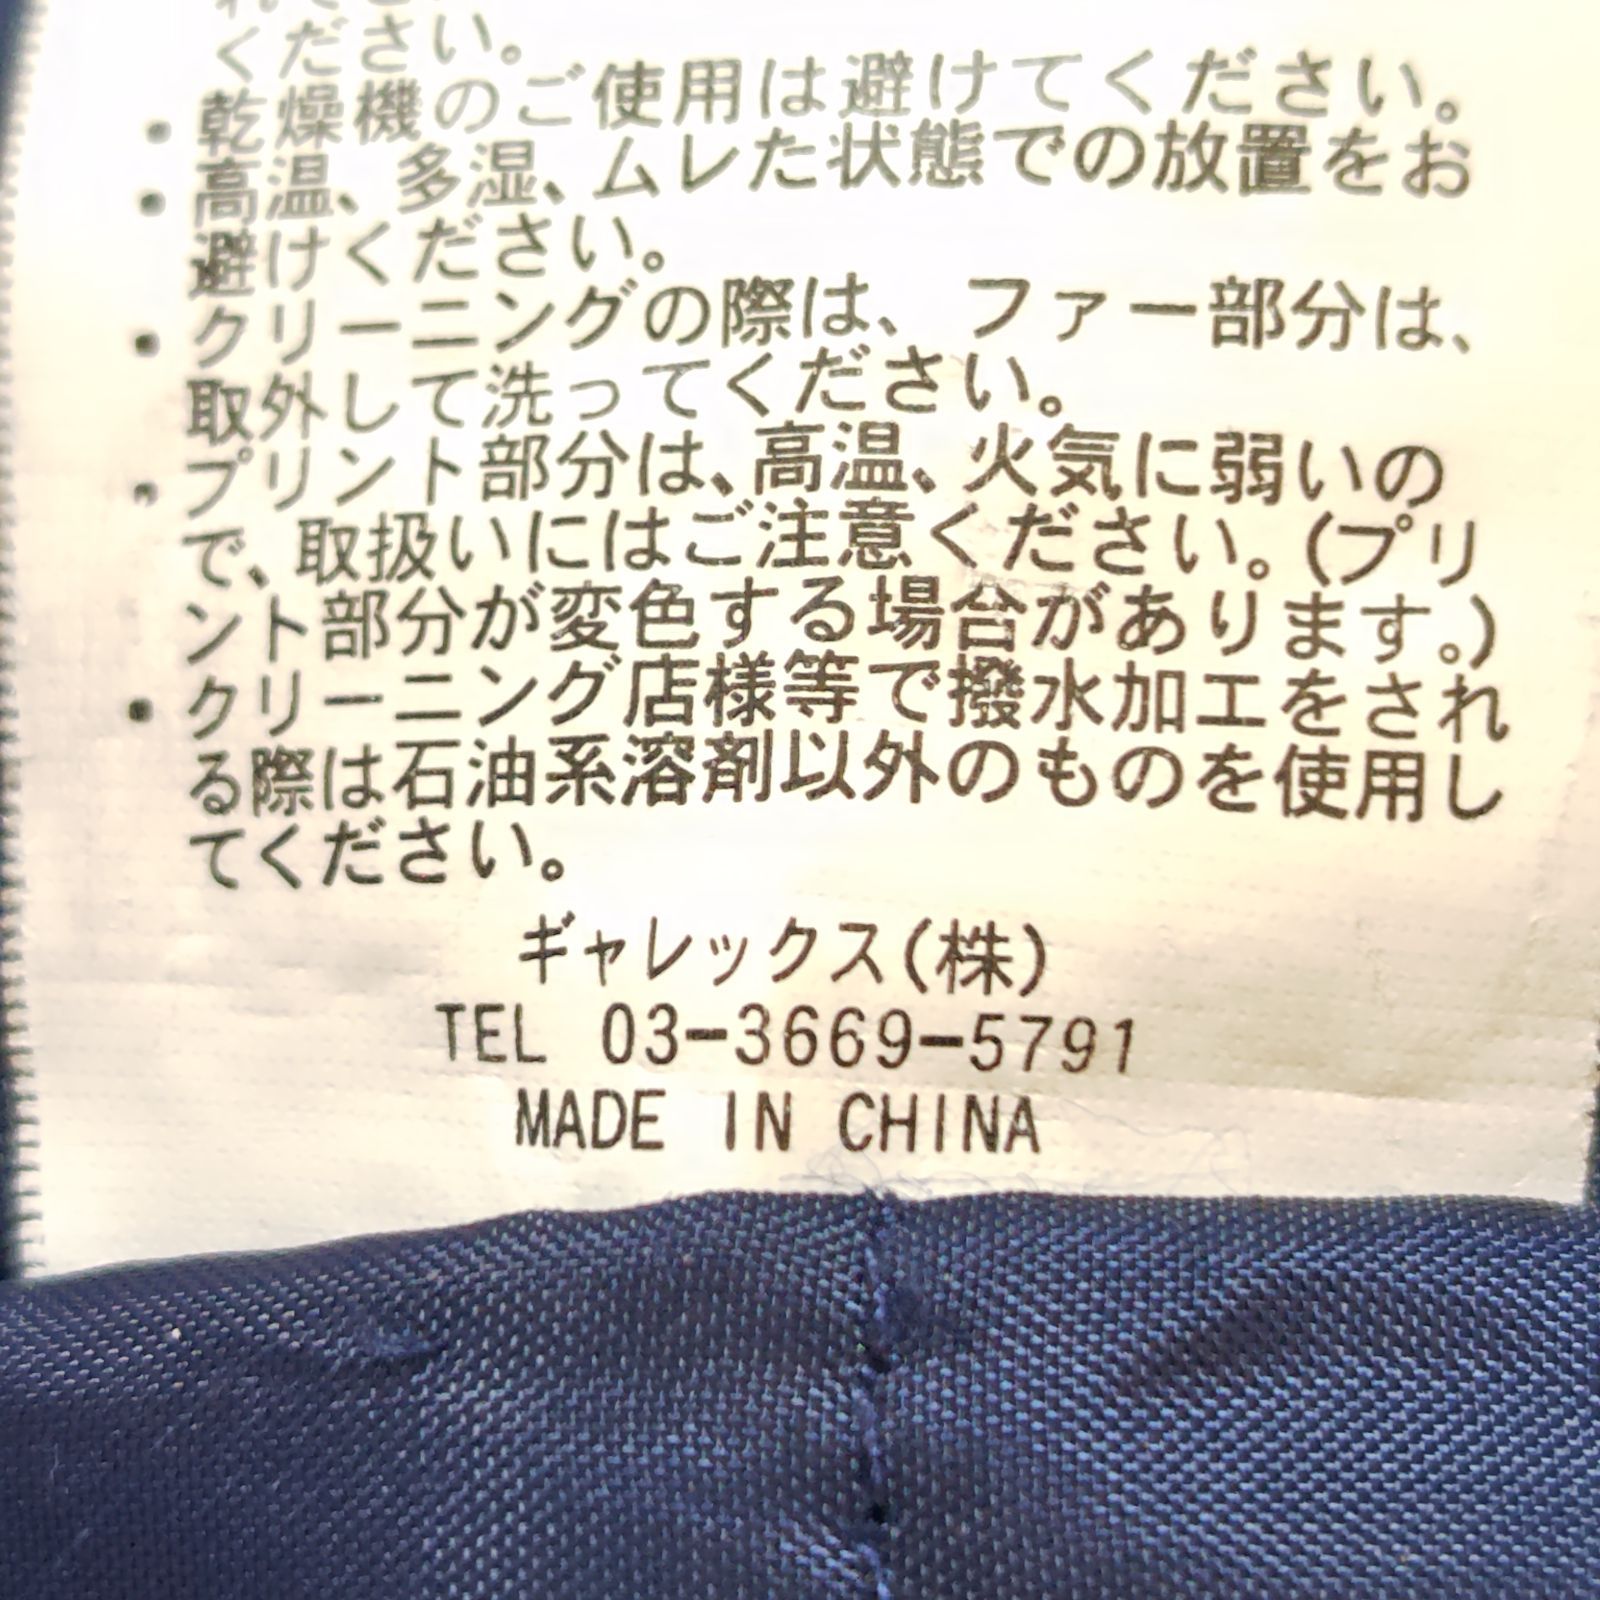 ください。
・乾燥機のご使用は避けてください。
・高温、多湿、ムレた状態での放置をお
避けください。
・クリーニングの際は、ファー部分は、
取外して洗ってください。
・プリント部分は、高温、火気に弱いの
で、取扱いにはご注意ください。(プリ
ント部分が変色する場合があります。)
・クリーニング店様等で撥水加工をされ
る際は石油系溶剤以外のものを使用し
てください。
ギャレックス(株)
TEL 03-3669-5791
MADE IN CHINA